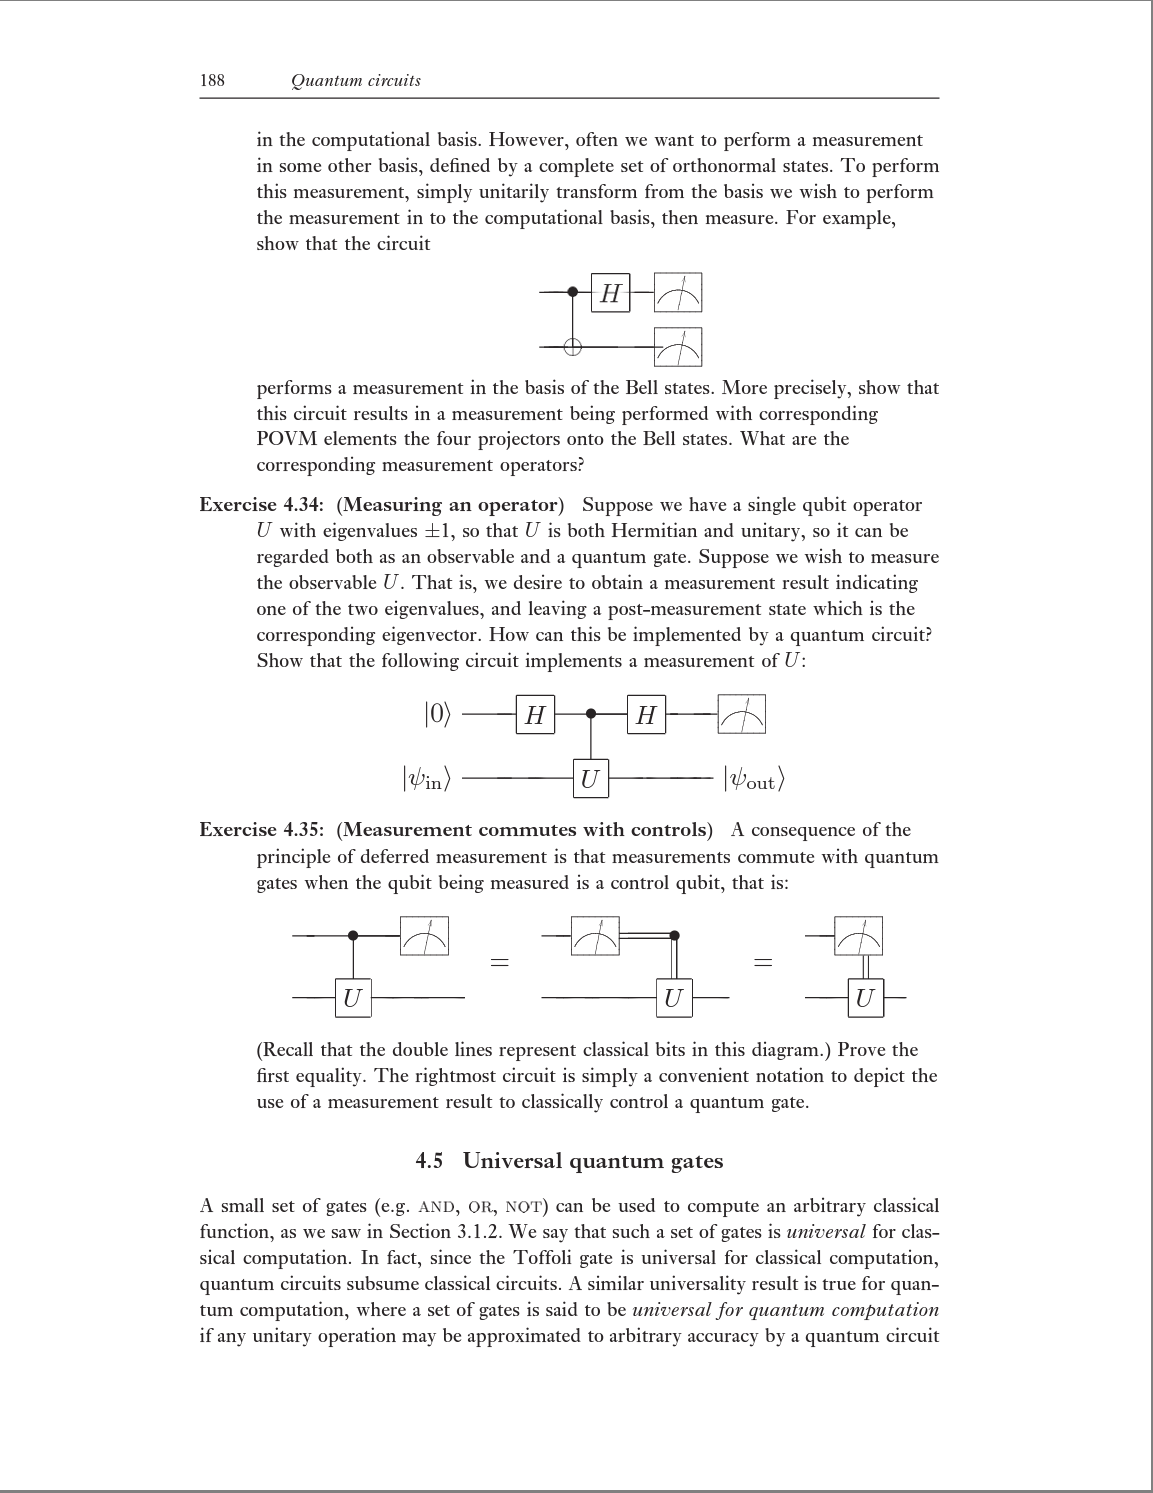 188 Quantum circuits
in the computational basis. However, often we want to perform a measurement
in some other basis, defined by a complete set of orthonormal states. To perform
this measurement, simply unitarily transform from the basis we wish to perform
the measurement in to the computational basis, then measure. For example,
show that the circuit
H
performs a measurement in the basis of the Bell states. More precisely, show that
this circuit results in a measurement being performed with corresponding
POVM elements the four projectors onto the Bell states. What are the
corresponding measurement operators?
Exercise 4.34: (Measuring an operator) Suppose we have a single qubit operator
U with eigenvalues ±1, so that U is both Hermitian and unitary, so it can be
regarded both as an observable and a quantum gate. Suppose we wish to measure
the observable U. That is, we desire to obtain a measurement result indicating
one of the two eigenvalues, and leaving a post-measurement state which is the
corresponding eigenvector. How can this be implemented by a quantum circuit?
Show that the following circuit implements a measurement of U:
|0⟩ H H
|ψin⟩ U |ψout⟩
Exercise 4.35: (Measurement commutes with controls) A consequence of the
principle of deferred measurement is that measurements commute with quantum
gates when the qubit being measured is a control qubit, that is:
= =
U U U
(Recall that the double lines represent classical bits in this diagram.) Prove the
first equality. The rightmost circuit is simply a convenient notation to depict the
use of a measurement result to classically control a quantum gate.
4.5 Universal quantum gates
A small set of gates (e.g. AND, OR, NOT) can be used to compute an arbitrary classical
function, as we saw in Section 3.1.2. We say that such a set of gates is universal for clas-
sical computation. In fact, since the Toffoli gate is universal for classical computation,
quantum circuits subsume classical circuits. A similar universality result is true for quan-
tum computation, where a set of gates is said to be universal for quantum computation
if any unitary operation may be approximated to arbitrary accuracy by a quantum circuit